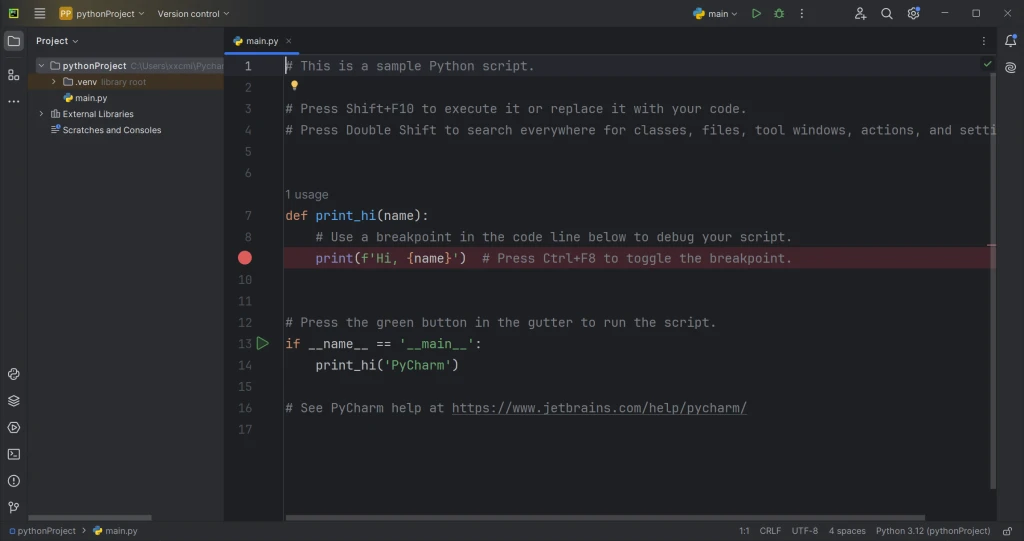 PP pythonProject Version control main
Project
main.py
pythonProject C:\Users\xxcmi\Pychar
.venv library root
main.py
External Libraries
Scratches and Consoles
1 # This is a sample Python script.
2
3 # Press Shift+F10 to execute it or replace it with your code.
4 # Press Double Shift to search everywhere for classes, files, tool windows, actions, and setti
5
6
1 usage
7 def print_hi(name):
8 # Use a breakpoint in the code line below to debug your script.
print(f'Hi, {name}') # Press Ctrl+F8 to toggle the breakpoint.
10
11
12 # Press the green button in the gutter to run the script.
13 if __name__ == '__main__':
14 print_hi('PyCharm')
15
16 # See PyCharm help at https://www.jetbrains.com/help/pycharm/
17
pythonProject > main.py 1:1 CRLF UTF-8 4 spaces Python 3.12 (pythonProject)